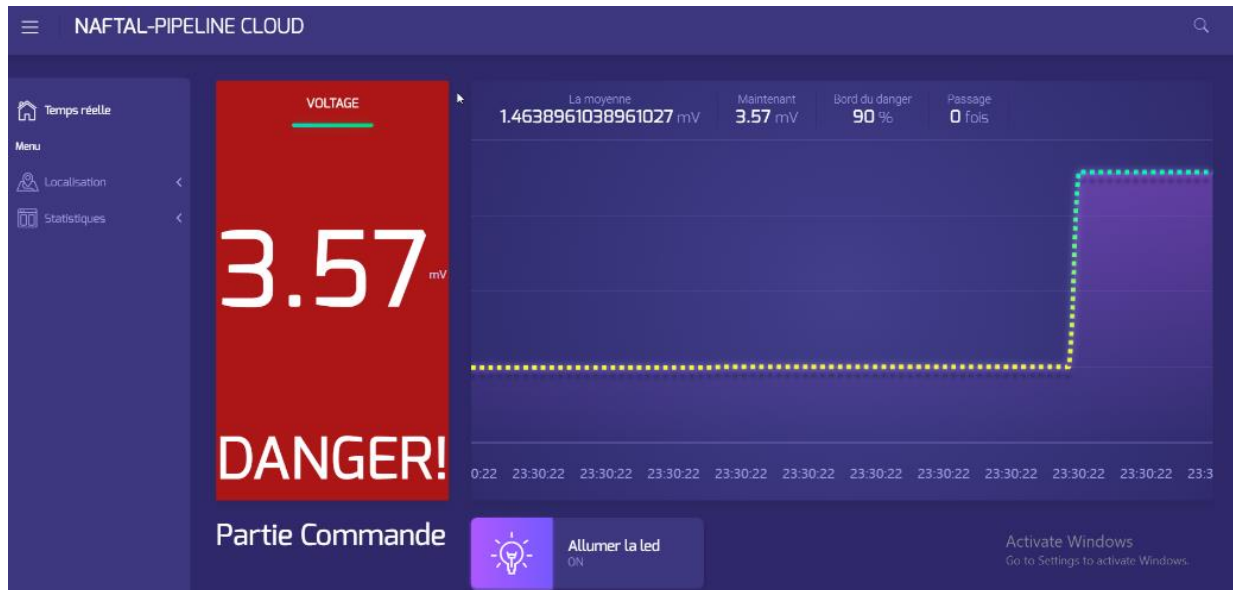 NAFTAL-PIPELINE CLOUD
Temps réelle
Menu
Localisation
Statistiques
VOLTAGE
3.57 mV
DANGER!
La moyenne
1.4638961038961027 mV
Maintenant
3.57 mV
Bord du danger
90 %
Passage
0 fois
0:22 23:30:22 23:30:22 23:30:22 23:30:22 23:30:22 23:30:22 23:30:22 23:30:22 23:30:22 23:30:22 23:3
Partie Commande
Allumer la led
ON
Activate Windows
Go to Settings to activate Windows.